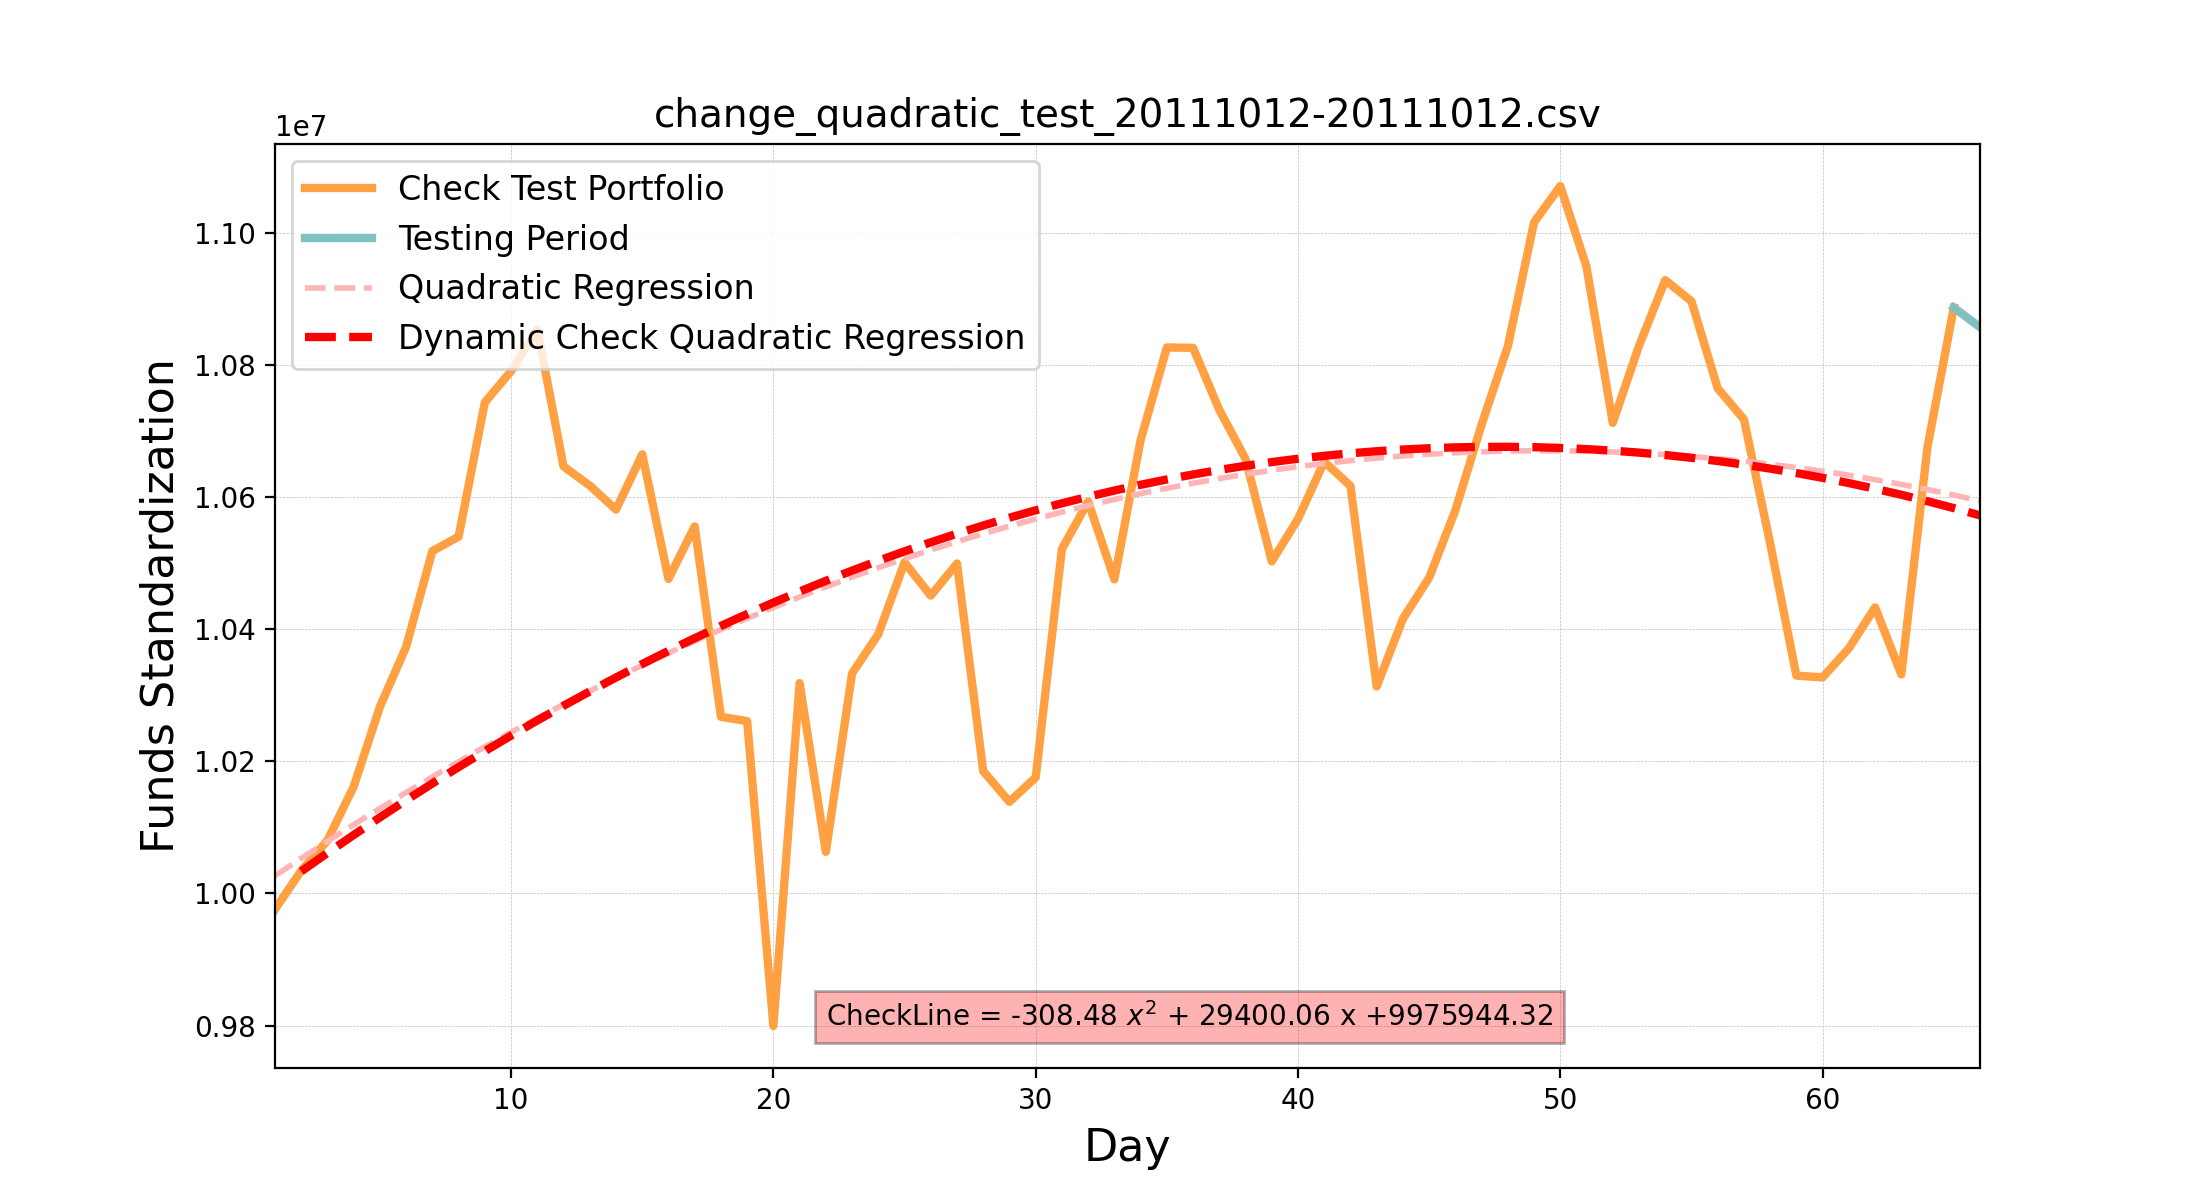 change_quadratic_test_20111012-20111012.csv
1e7
Check Test Portfolio
Testing Period
Quadratic Regression
Dynamic Check Quadratic Regression
Funds Standardization
1.10
1.08
1.06
1.04
1.02
1.00
0.98
CheckLine = -308.48 x² + 29400.06 x +9975944.32
10 20 30 40 50 60
Day